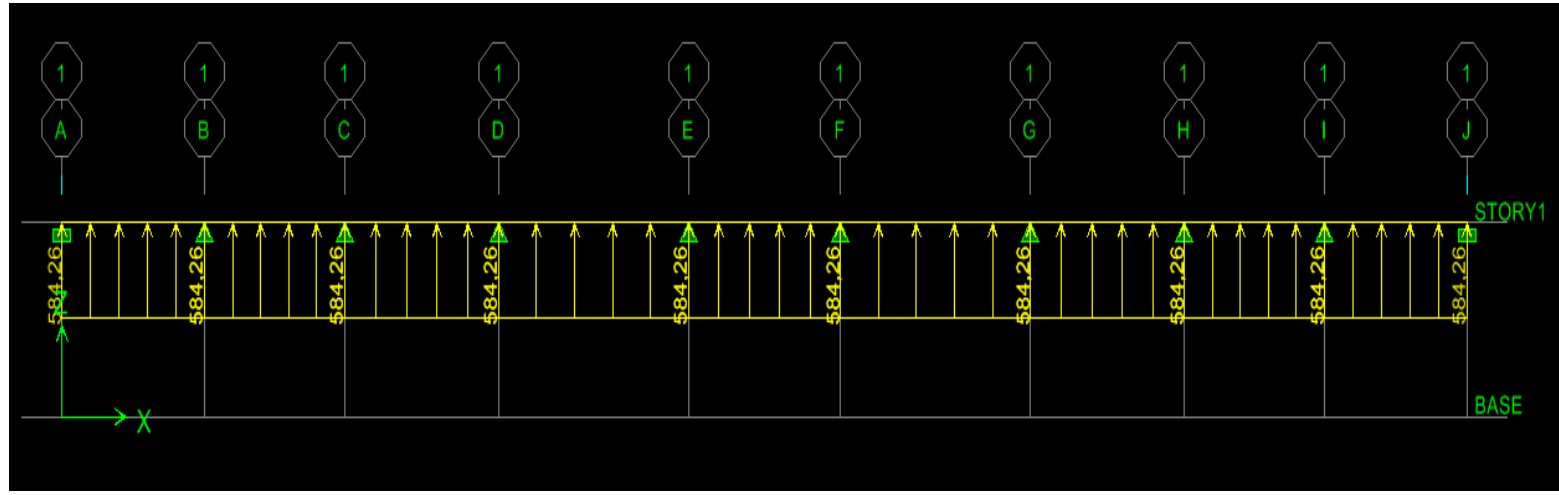 1 1 1 1 1 1 1 1 1 1
A B C D E F G H I J
STORY1
584,26 584,26 584,26 584,26 584,26 584,26 584,26 584,26 584,26 584,26
Z
X
BASE